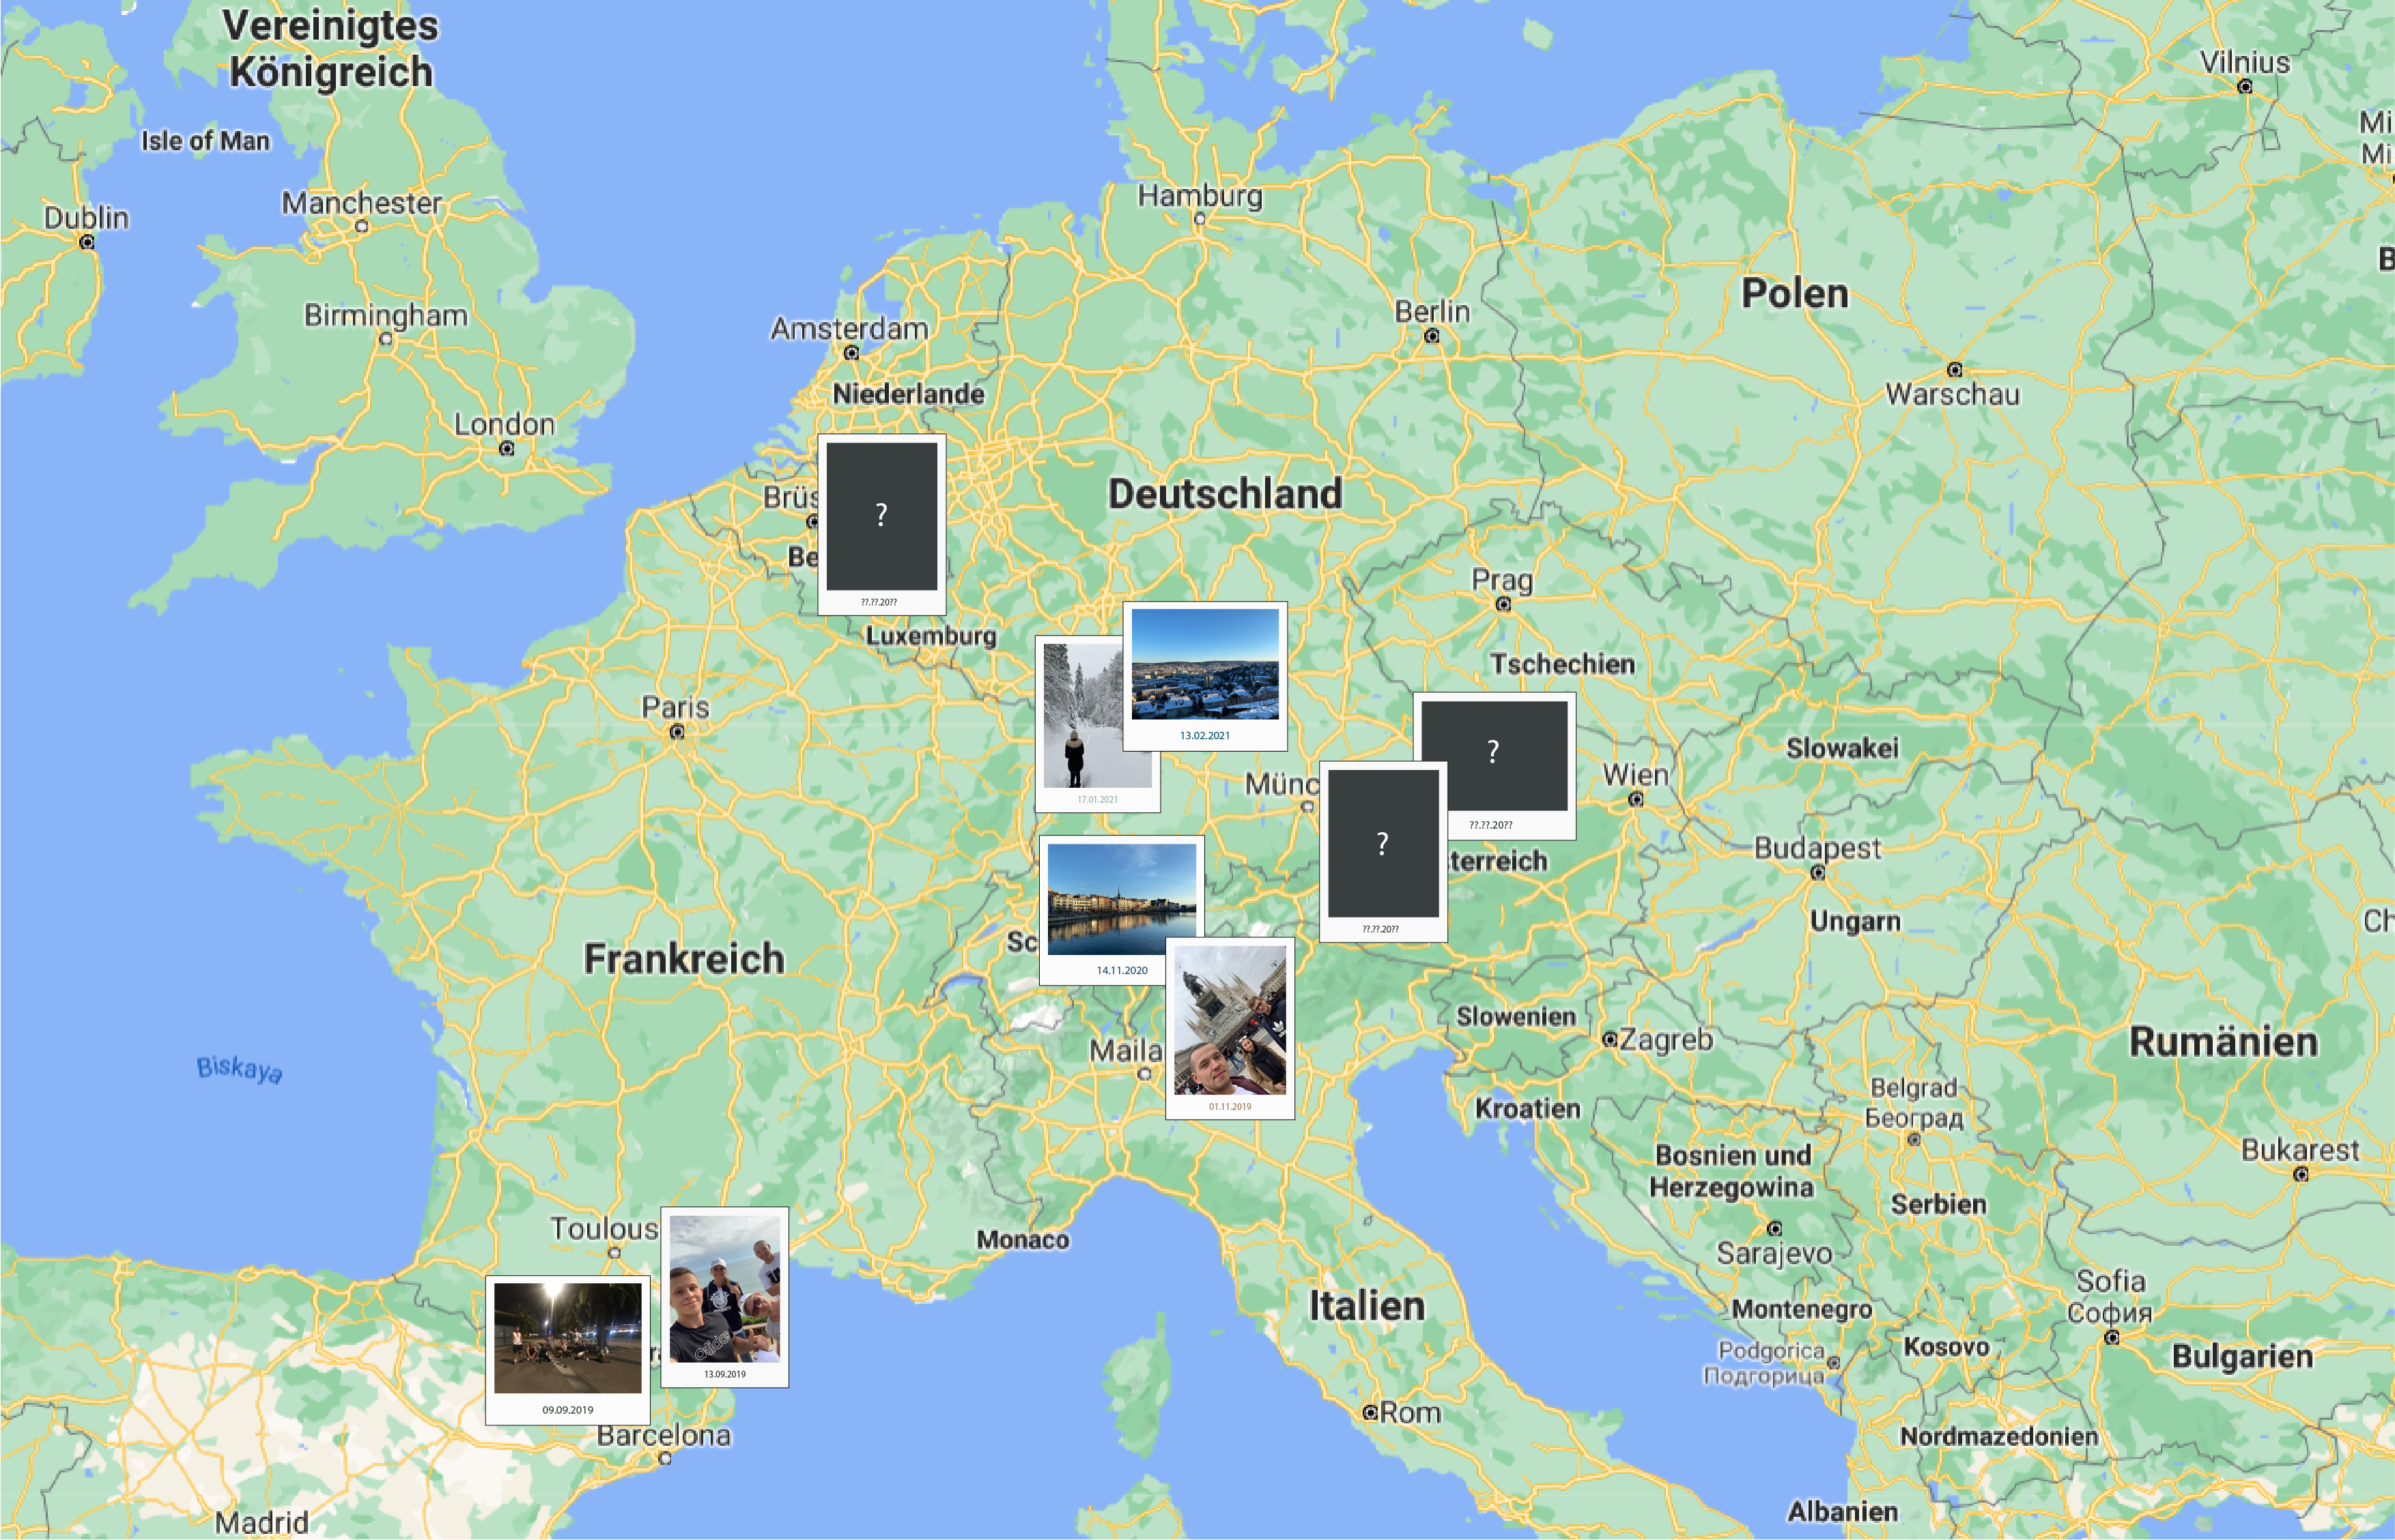 Vereinigtes
Königreich
Vilnius
Isle of Man
Mi
Mi
Manchester
Hamburg
Dublin
B
Polen
Birmingham
Berlin
Amsterdam
Niederlande
Warschau
London
Deutschland
Brüs
?
Be
Prag
??.??.20??
Luxemburg
Tschechien
Paris
13.02.2021
?
Slowakei
Wien
Münc
17.01.2021
??.??.20??
?
Budapest
terreich
Ungarn
Ch
??.??.20??
Sc
Frankreich
14.11.2020
Slowenien
Zagreb
Rumänien
Maila
Biskaya
Belgrad
Београд
Kroatien
01.11.2019
Bosnien und
Herzegowina
Bukarest
Serbien
Toulous
Monaco
Sarajevo
Sofia
София
Italien
Montenegro
Kosovo
Podgorica
Подгорица
Bulgarien
adidas
13.09.2019
09.09.2019
Rom
Barcelona
Nordmazedonien
Albanien
Madrid